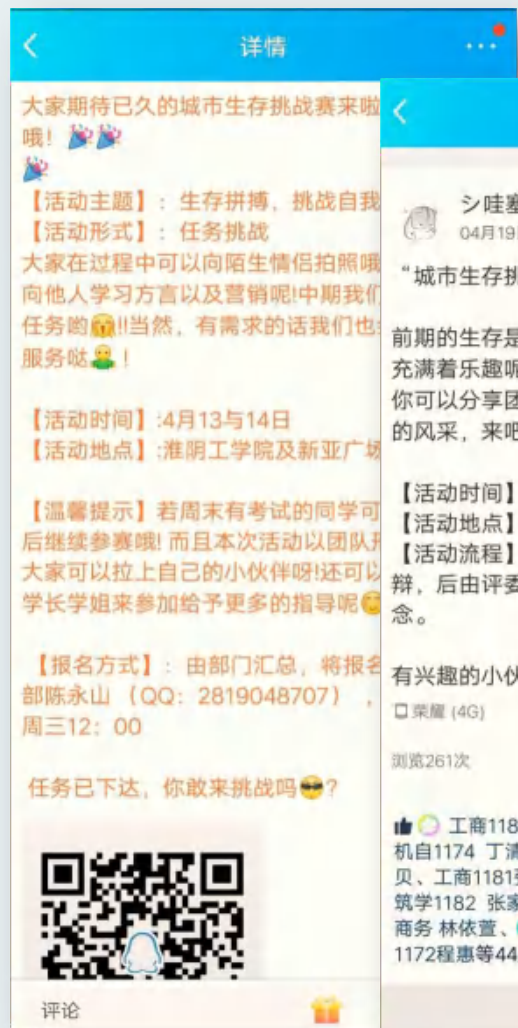 详情
大家期待已久的城市生存挑战赛来啦
哦！🎉🎉
🎉
【活动主题】：生存拼搏，挑战自我
【活动形式】：任务挑战
大家在过程中可以向陌生情侣拍照哦
向他人学习方言以及营销呢!中期我们
任务哟!!当然，有需求的话我们也
服务哒！
【活动时间】:4月13与14日
【活动地点】:淮阴工学院及新亚广场
【温馨提示】若周末有考试的同学可
后继续参赛哦! 而且本次活动以团队形
大家可以拉上自己的小伙伴呀!还可以
学长学姐来参加给予更多的指导呢
【报名方式】：由部门汇总，将报名
部陈永山（QQ：2819048707），
周三12：00
任务已下达，你敢来挑战吗😎？
评论
シ哇塞
04月19
“城市生存挑
前期的生存是
充满着乐趣呢
你可以分享团
的风采，来吧
【活动时间】
【活动地点】
【活动流程】
辩，后由评委
念。
有兴趣的小伙
荣耀 (4G)
浏览261次
工商118
机自1174 丁清
贝、工商1181
筑学1182 张家
商务 林依萱、
1172程惠等44